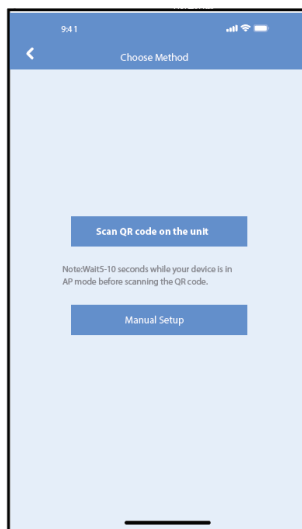 9:41
Choose Method
Scan QR code on the unit
Note:Wait5-10 seconds while your device is in
AP mode before scanning the QR code.
Manual Setup